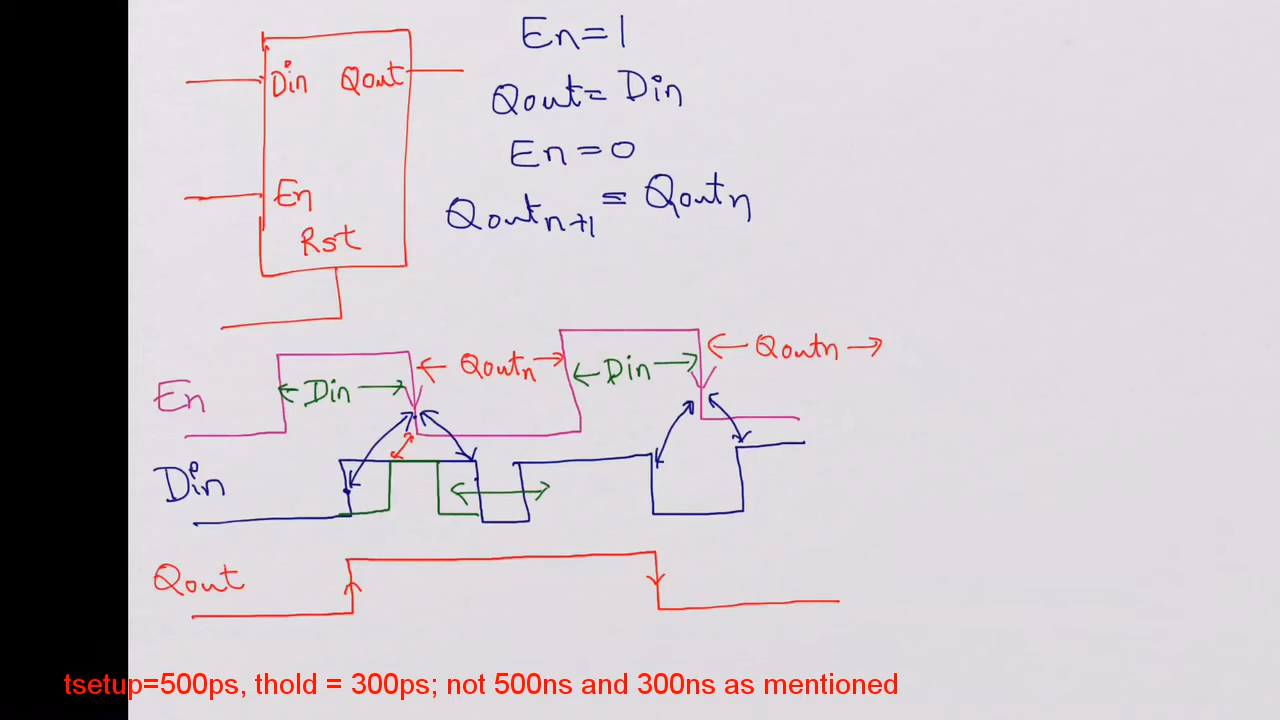 Din Qout
En
Rst
En = 1
Qout = Din
En = 0
Qoutn+1 = Qoutn
En
Din
Qoutn
Din
Qoutn
Din
Qout
tsetup=500ps, thold = 300ps; not 500ns and 300ns as mentioned